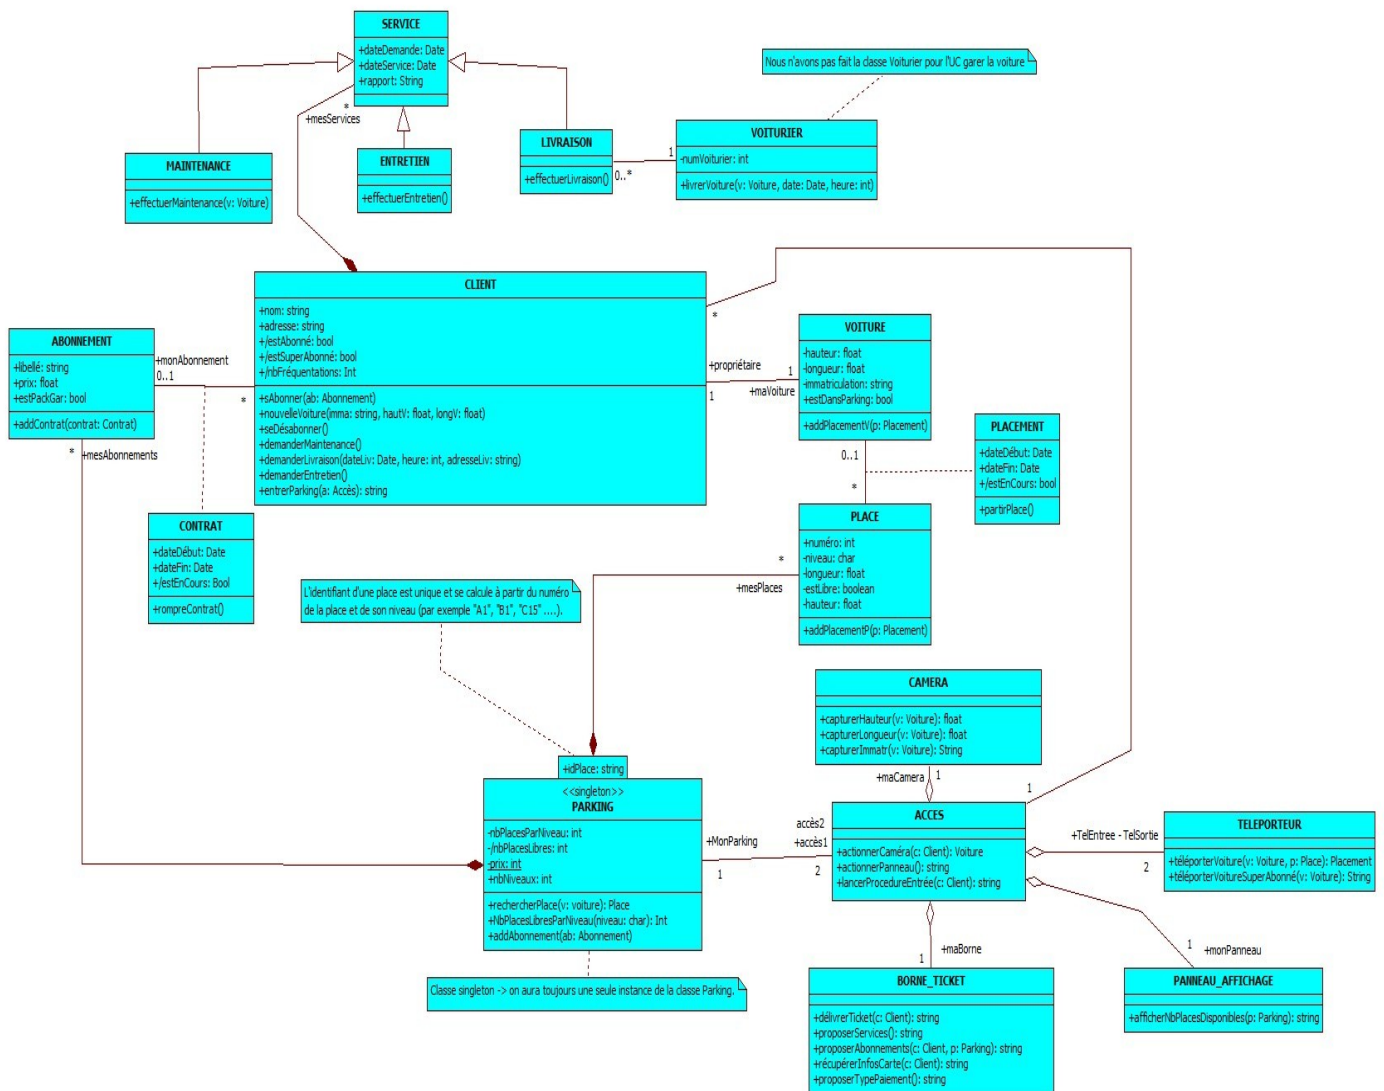 SERVICE
+dateDemande: Date
+dateService: Date
+rapport: String
*
+mesServices
Nous n'avons pas fait la classe Voiturier pour l'UC garer la voiture
MAINTENANCE
+effectuerMaintenance(v: Voiture)
ENTRETIEN
+effectuerEntretien()
LIVRAISON
+effectuerLivraison()
1
0..*
VOITURIER
-numVoiturier: int
+livrerVoiture(v: Voiture, date: Date, heure: int)
CLIENT
+nom: string
+adresse: string
+/estAbonné: bool
+/estSuperAbonné: bool
+/nbFréquentations: Int
+sAbonner(ab: Abonnement)
+nouvelleVoiture(imma: string, hautV: float, longV: float)
+seDésabonner()
+demanderMaintenance()
+demanderLivraison(dateLiv: Date, heure: int, adresseLiv: string)
+demanderEntretien()
+entrerParking(a: Accès): string
ABONNEMENT
+libellé: string
+prix: float
+estPackGar: bool
+addContrat(contrat: Contrat)
+monAbonnement
0..1
*
* +mesAbonnements
CONTRAT
+dateDébut: Date
+dateFin: Date
+/estEnCours: Bool
+rompreContrat()
*
+propriétaire
1
1
+maVoiture
VOITURE
-hauteur: float
-longueur: float
-immatriculation: string
+estDansParking: bool
+addPlacementV(p: Placement)
0..1
*
PLACEMENT
+dateDébut: Date
+dateFin: Date
+/estEnCours: bool
+partirPlace()
PLACE
+numéro: int
-niveau: char
-longueur: float
-estLibre: boolean
-hauteur: float
+addPlacementP(p: Placement)
*
+mesPlaces
L'identifiant d'une place est unique et se calcule à partir du numéro
de la place et de son niveau (par exemple "A1", "B1", "C15" ....).
+idPlace: string
<<singleton>>
PARKING
-nbPlacesParNiveau: int
-/nbPlacesLibres: int
-prix: int
+nbNiveaux: int
+rechercherPlace(v: voiture): Place
+NbPlacesLibresParNiveau(niveau: char): Int
+addAbonnement(ab: Abonnement)
Classe singleton -> on aura toujours une seule instance de la classe Parking.
+MonParking
1
accès2
+accès1
2
CAMERA
+capturerHauteur(v: Voiture): float
+capturerLongueur(v: Voiture): float
+capturerImmatr(v: Voiture): String
+maCamera
1
1
ACCES
+actionnerCaméra(c: Client): Voiture
+actionnerPanneau(): string
+lancerProcedureEntrée(c: Client): string
+TelEntree - TelSortie
2
TELEPORTEUR
+téléporterVoiture(v: Voiture, p: Place): Placement
+téléporterVoitureSuperAbonné(v: Voiture): String
+maBorne
1
1
+monPanneau
BORNE_TICKET
+délivrerTicket(c: Client): string
+proposerServices(): string
+proposerAbonnements(c: Client, p: Parking): string
+récupérerInfosCarte(c: Client): string
+proposerTypePaiement(): string
PANNEAU_AFFICHAGE
+afficherNbPlacesDisponibles(p: Parking): string